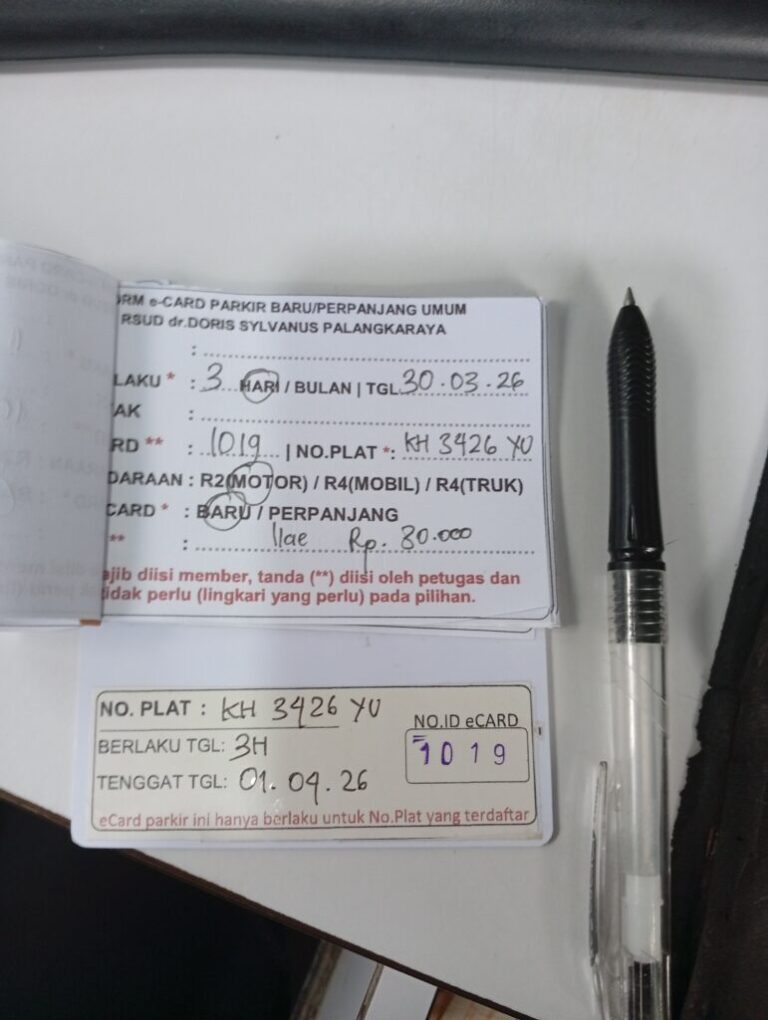 ORM e-CARD PARKIR BARU/PERPANJANG UMUM
RSUD dr.DORIS SYLVANUS PALANGKARAYA
:
LAKU * : 3 HARI / BULAN | TGL. 30.03.26
AK :
RD ** : 1019 | NO.PLAT *: KH 3426 YU
DARAAN : R2(MOTOR) / R4(MOBIL) / R4(TRUK)
CARD * : BARU / PERPANJANG
** : Rp. 80.000
ajib diisi member, tanda (**) diisi oleh petugas dan
idak perlu (lingkari yang perlu) pada pilihan.
NO. PLAT : KH 3426 YU
NO.ID eCARD
BERLAKU TGL: 3H
1019
TENGGAT TGL: 01.04.26
eCard parkir ini hanya berlaku untuk No.Plat yang terdaftar